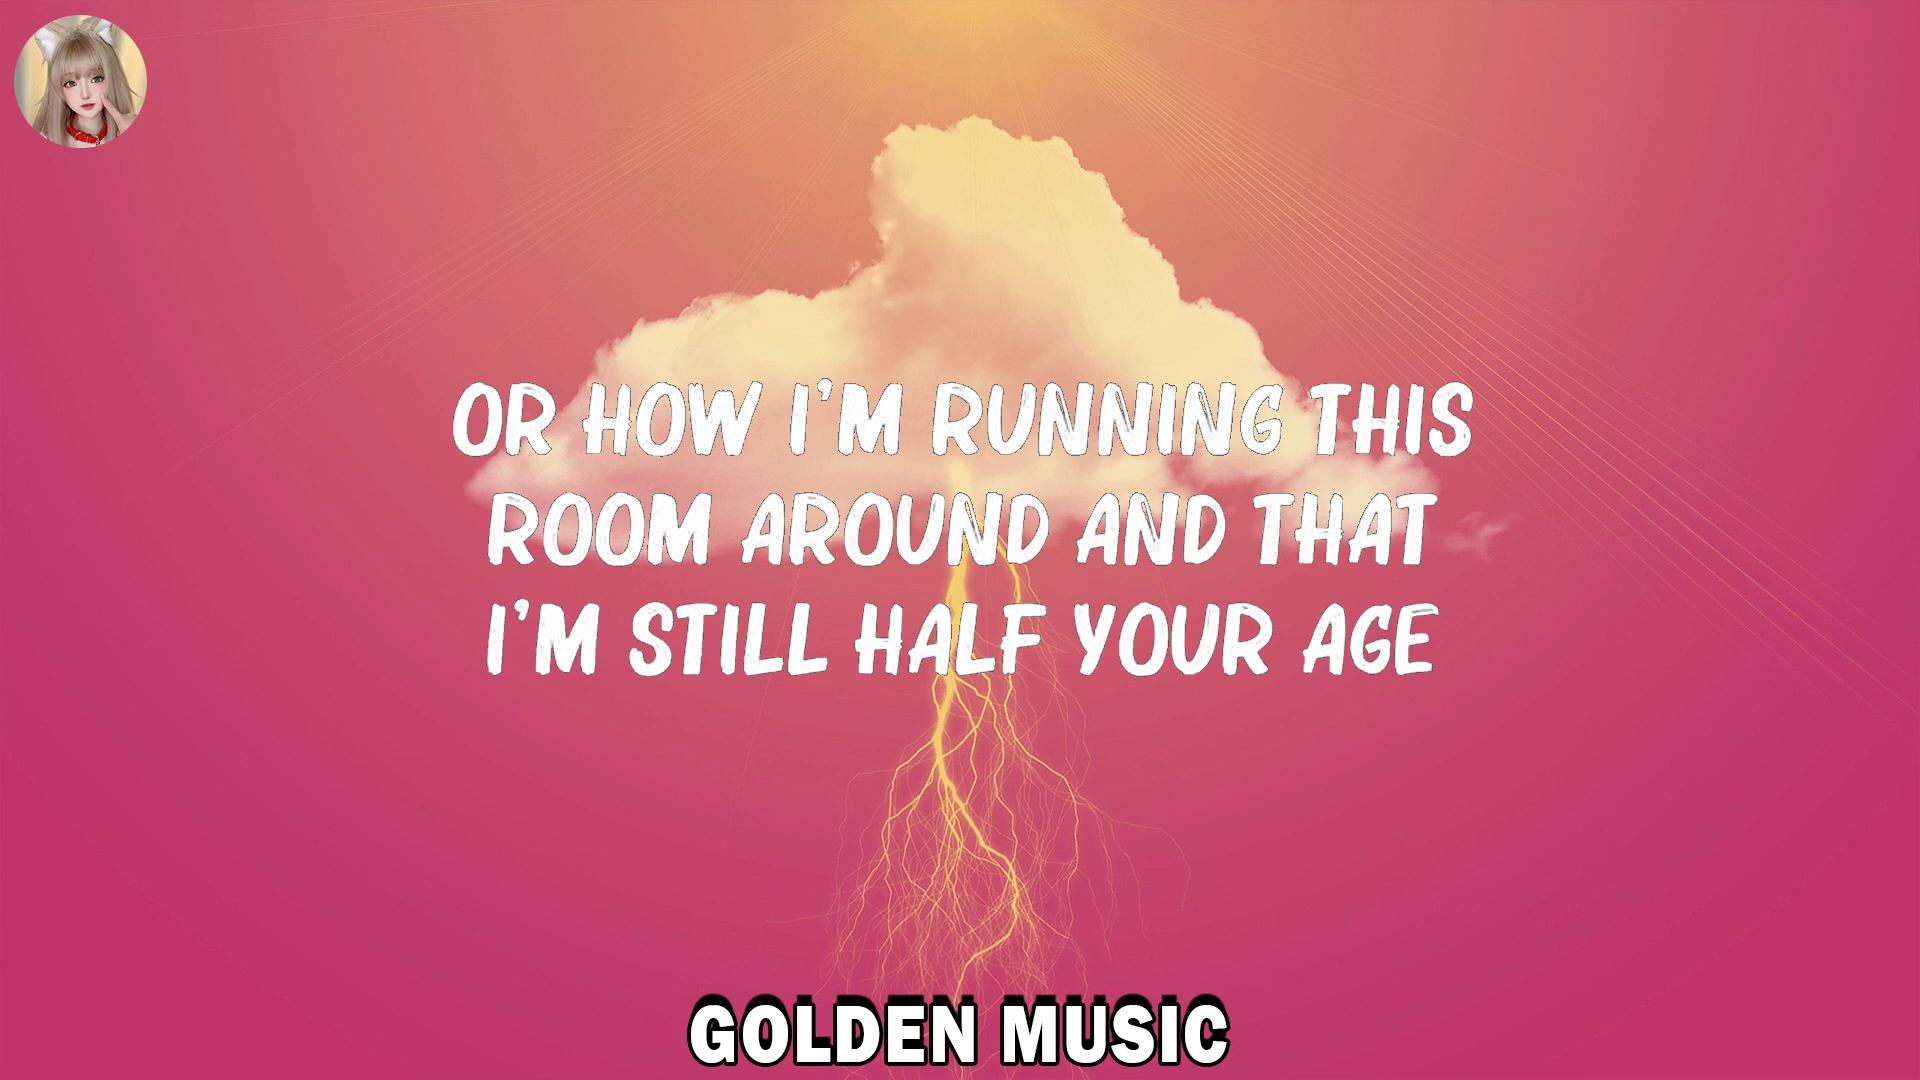 OR HOW I'M RUNNING THIS
ROOM AROUND AND THAT
I'M STILL HALF YOUR AGE
GOLDEN MUSIC